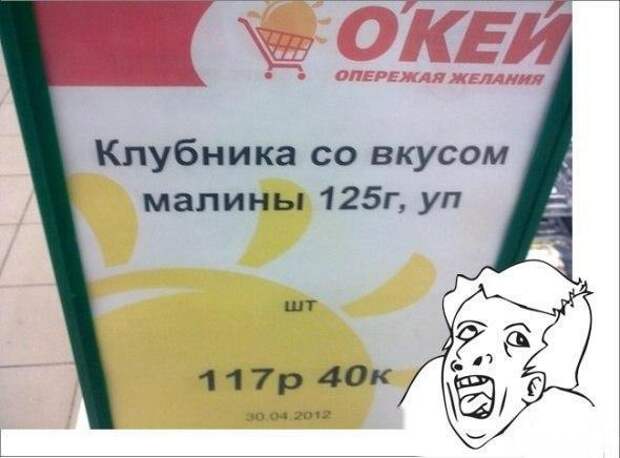 О'КЕЙ
ОПЕРЕЖАЯ ЖЕЛАНИЯ
Клубника со вкусом
малины 125г, уп
шт
117р 40к
30.04.2012